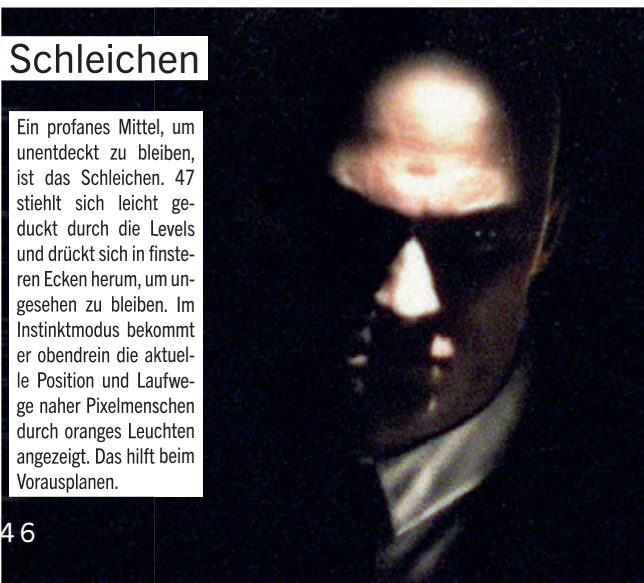 Schleichen
Ein profanes Mittel, um
unentdeckt zu bleiben,
ist das Schleichen. 47
stiehlt sich leicht ge-
duckt durch die Levels
und drückt sich in finste-
ren Ecken herum, um un-
gesehen zu bleiben. Im
Instinktmodus bekommt
er obendrein die aktuel-
le Position und Laufwe-
ge naher Pixelmenschen
durch oranges Leuchten
angezeigt. Das hilft beim
Vorausplanen.
46